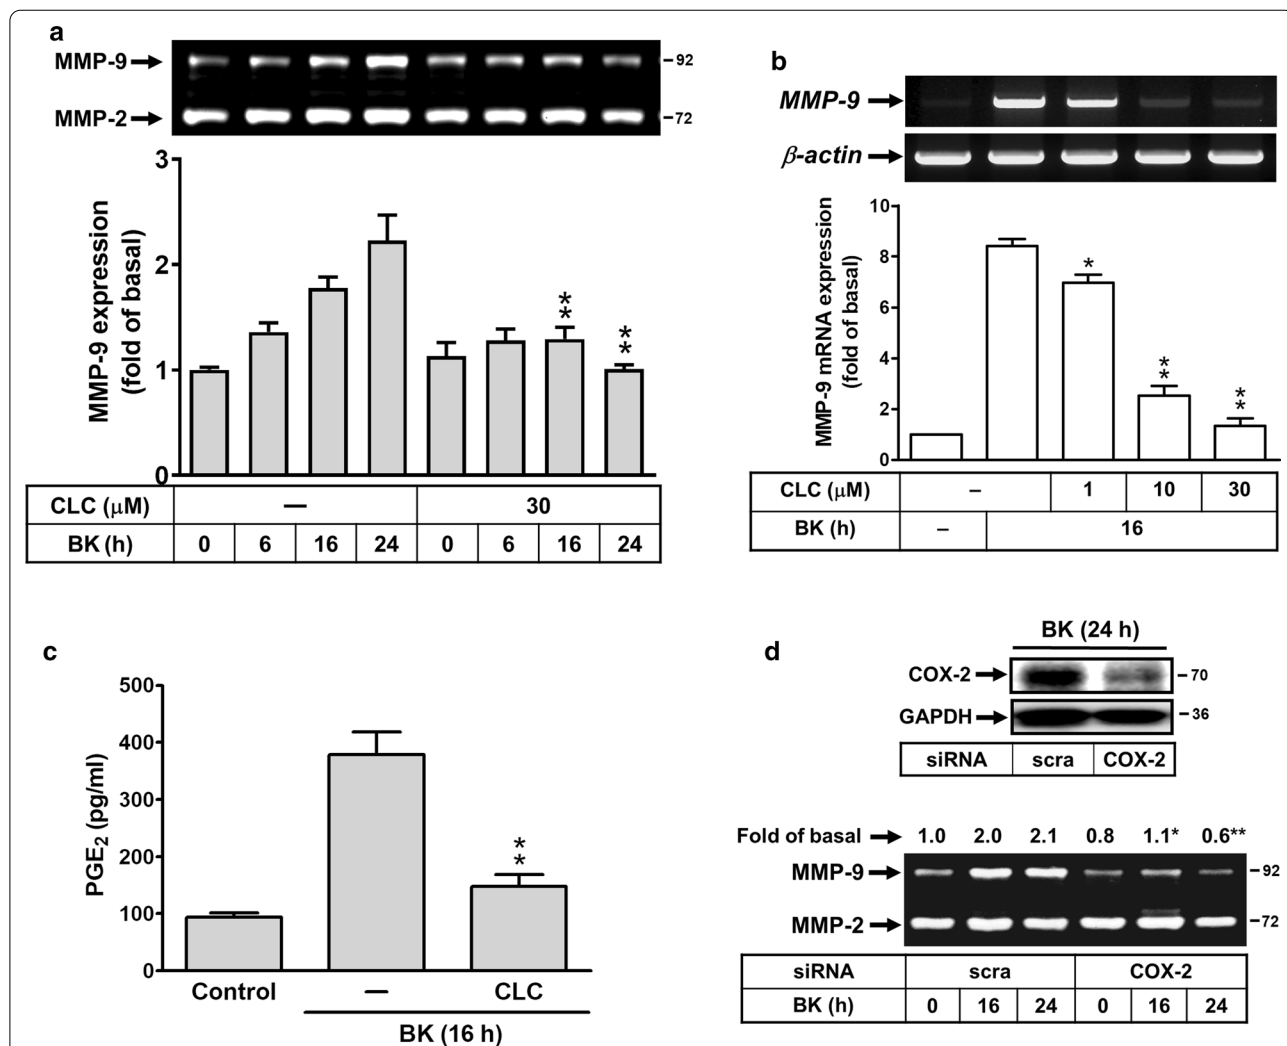 a
MMP-9
92
MMP-2
72
MMP-9 expression
(fold of basal)
3
2
1
0
**
**
CLC (μM) — 30
BK (h) 0 6 16 24 0 6 16 24
b
MMP-9
β-actin
MMP-9 mRNA expression
(fold of basal)
10
8
6
4
2
0
*
**
**
CLC (μM) – 1 10 30
BK (h) – 16
c
PGE2 (pg/ml)
500
400
300
200
100
0
**
Control — CLC
BK (16 h)
d
BK (24 h)
COX-2 70
GAPDH 36
siRNA scra COX-2
Fold of basal 1.0 2.0 2.1 0.8 1.1* 0.6**
MMP-9 92
MMP-2 72
siRNA scra COX-2
BK (h) 0 16 24 0 16 24